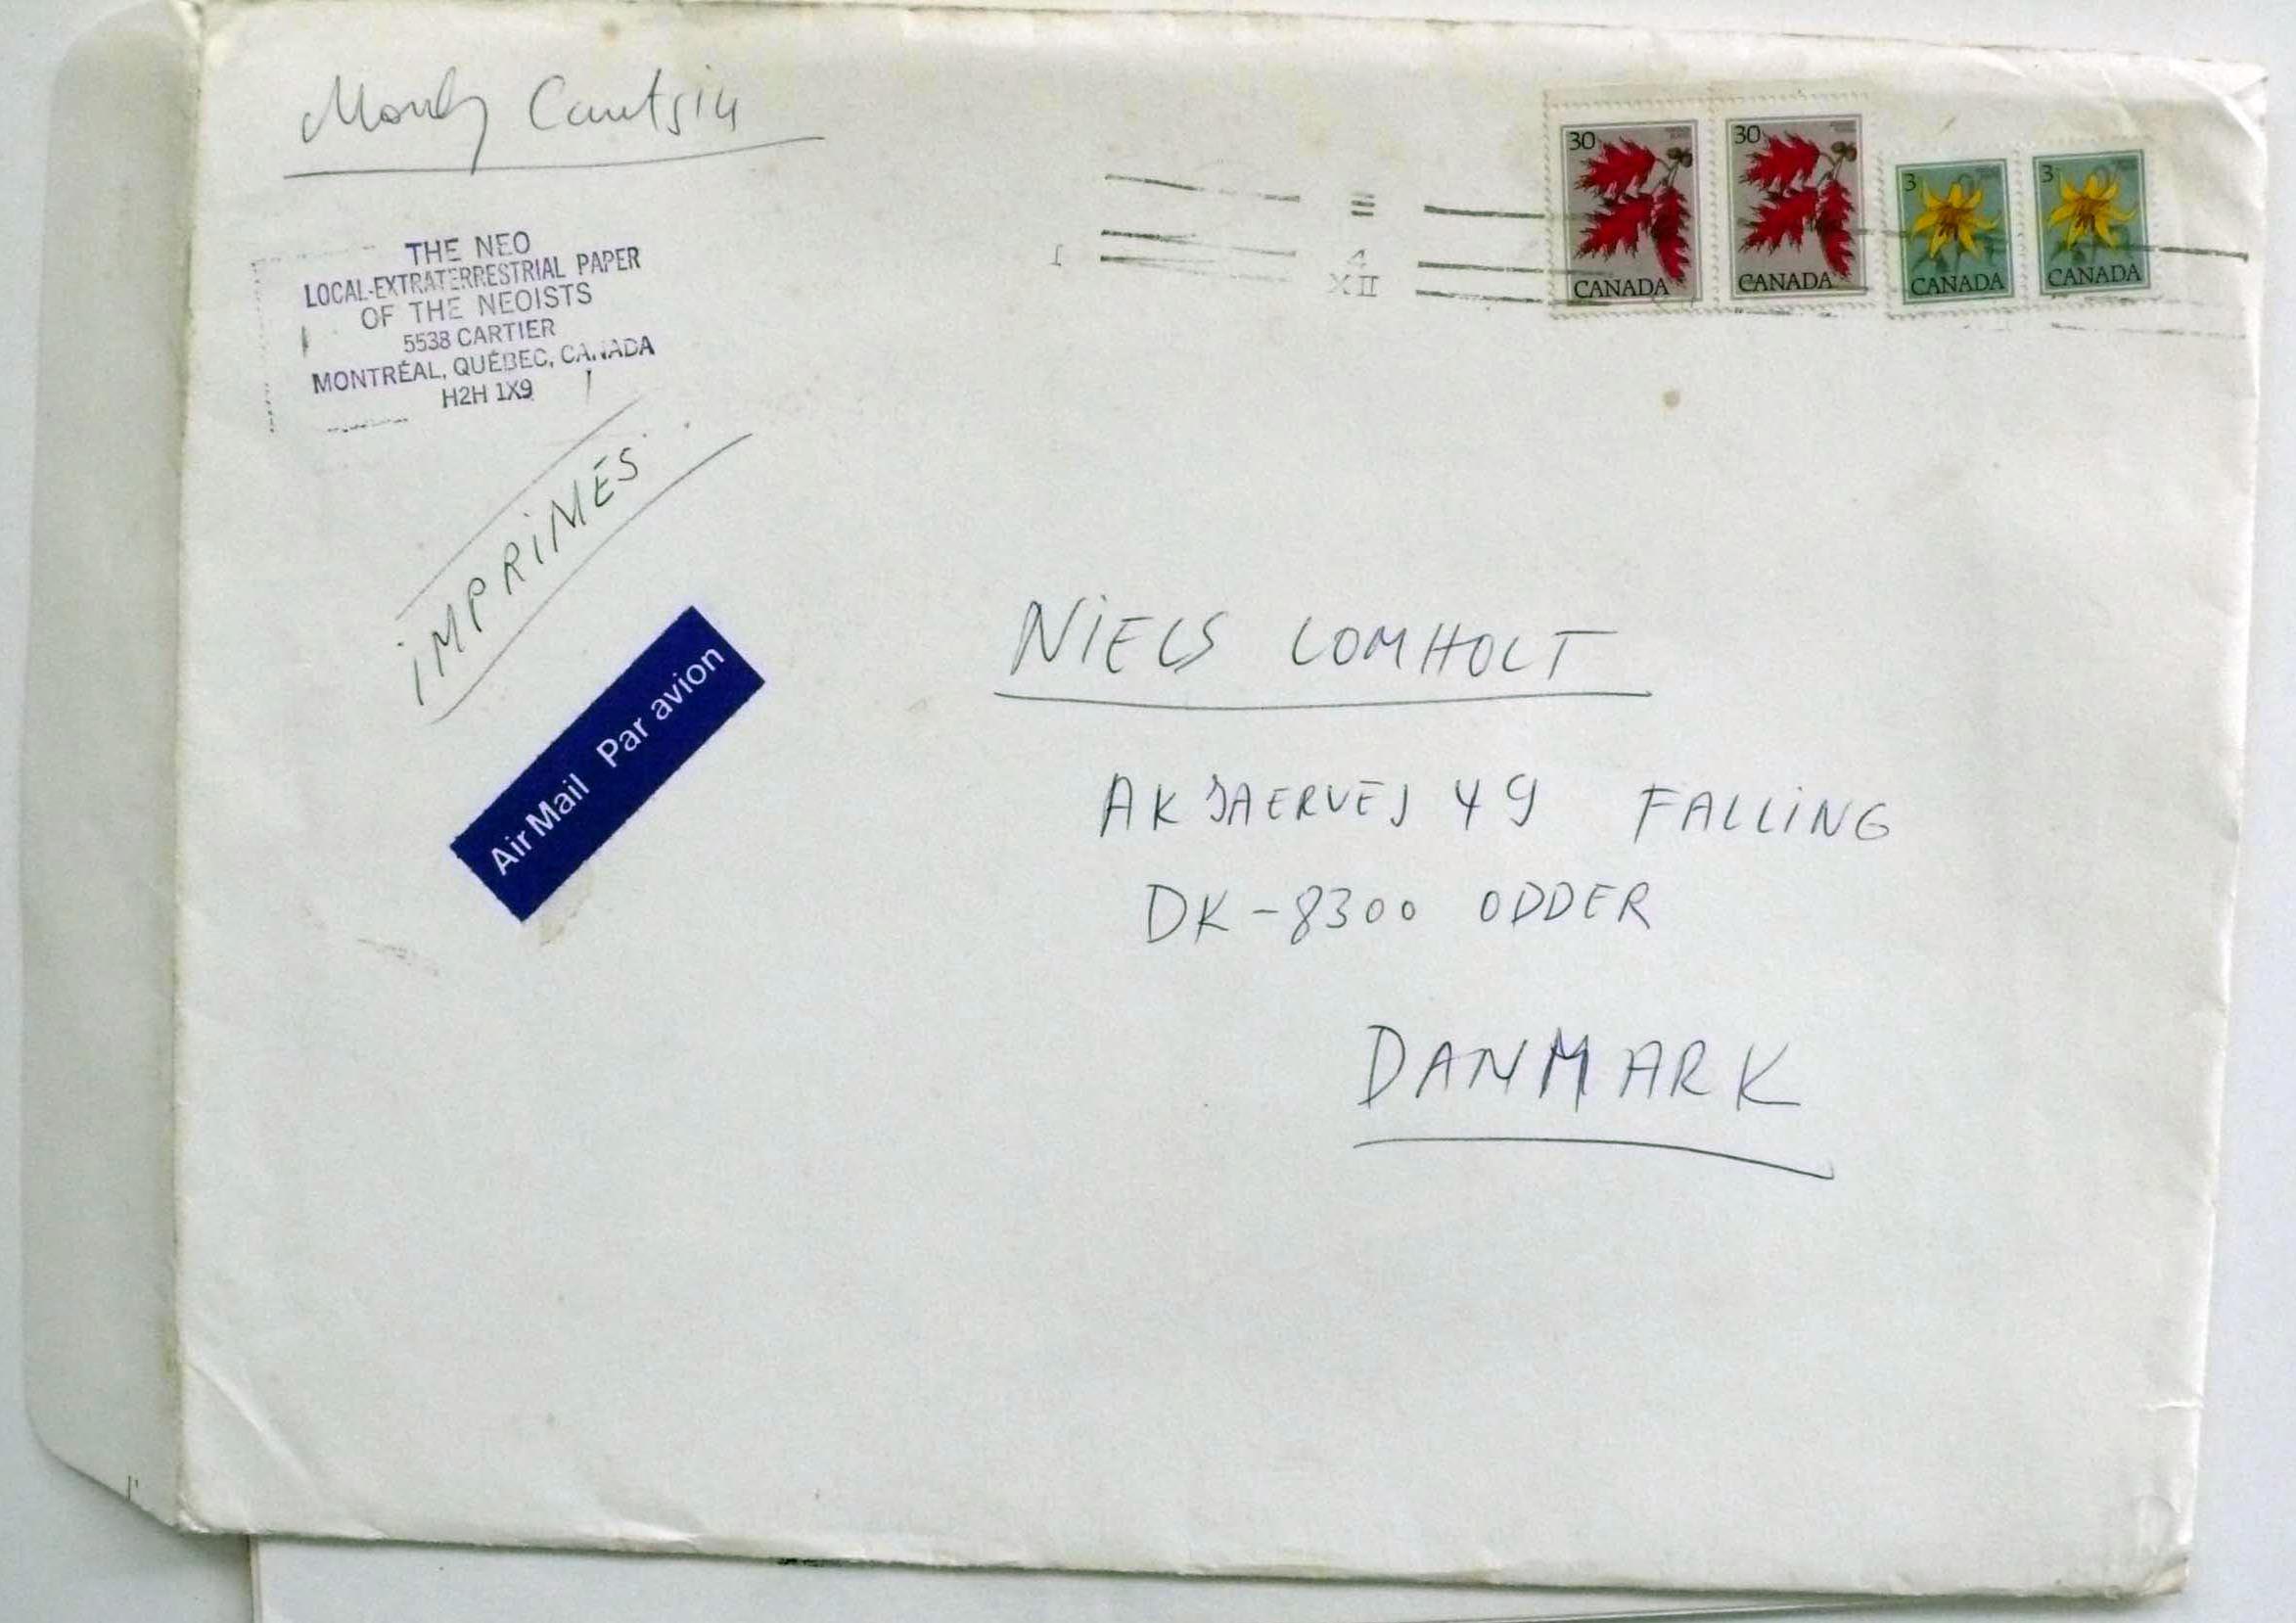 Monty Cantsin
THE NEO
LOCAL-EXTRATERRESTRIAL PAPER
OF THE NEOISTS
5538 CARTIER
MONTRÉAL, QUÉBEC, CANADA
H2H 1X9
IMPRIMÉS
Air Mail Par avion
30
CANADA
30
CANADA
3
CANADA
3
CANADA
XII
NIELS LOMHOLT
AKJAERVEJ 49 FALLING
DK-8300 ODDER
DANMARK